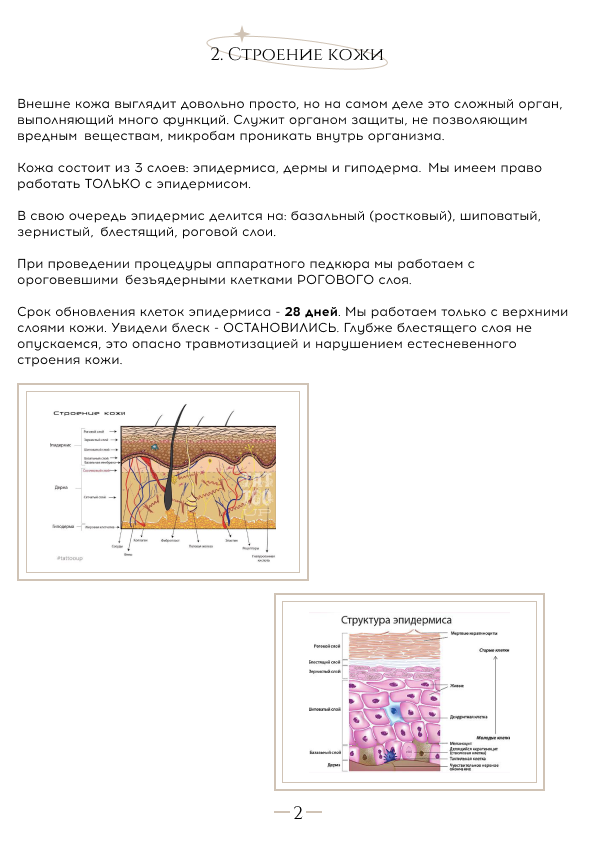 2. Строение кожи
Внешне кожа выглядит довольно просто, но на самом деле это сложный орган,
выполняющий много функций. Служит органом защиты, не позволяющим
вредным веществам, микробам проникать внутрь организма.
Кожа состоит из 3 слоев: эпидермиса, дермы и гиподерма. Мы имеем право
работать ТОЛЬКО с эпидермисом.
В свою очередь эпидермис делится на: базальный (ростковый), шиповатый,
зернистый, блестящий, роговой слои.
При проведении процедуры аппаратного педкюра мы работаем с
ороговевшими безъядерными клетками РОГОВОГО слоя.
Срок обновления клеток эпидермиса - 28 дней. Мы работаем только с верхними
слоями кожи. Увидели блеск - ОСТАНОВИЛИСЬ. Глубже блестящего слоя не
опускаемся, это опасно травмотизацией и нарушением естесневенного
строения кожи.
Строение кожи
Роговой слой
Зернистый слой
Эпидермис
Шиповатый слой
Базальный слой
Базальная мембрана
Сосочковый слой
Дерма
Сетчатый слой
Гиподерма
Жировая клетчатка
Сосуды
Коллаген
Фибробласт
Потовая железа
Эластин
Рецепторы
#tattooup
Структура эпидермиса
Мертвые кератиноциты
Роговой слой
Старые клетки
Блестящий слой
Зернистый слой
Живые
Шиповатый слой
Дендритная клетка
Молодые клетки
Меланоцит
Базальный слой
Делящийся кератиноцит
(стволовая клетка)
Тактильная клетка
Дерма
Чувствительное нервное
окончание
2